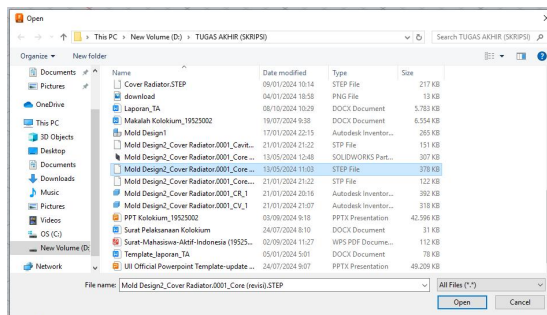 Open
This PC > New Volume (D:) > TUGAS AKHIR (SKRIPSI)
Search TUGAS AKHIR (SKRIPSI)
Organize
New folder
Documents
Pictures
OneDrive
This PC
3D Objects
Desktop
Documents
Downloads
Music
Pictures
Videos
OS (C:)
New Volume (D:
Network
Name Date modified Type Size
Cover Radiator.STEP 09/01/2024 10:14 STEP File 217 KB
download 04/01/2024 18:58 PNG File 13 KB
Laporan_TA 08/10/2024 10:29 DOCX Document 5.783 KB
Makalah Kolokium_19525002 19/07/2024 9:38 DOCX Document 6.554 KB
Mold Design1 17/01/2024 22:15 Autodesk Inventor... 265 KB
Mold Design2_Cover Radiator.0001_Cavit... 21/01/2024 21:22 STP File 151 KB
Mold Design2_Cover Radiator.0001_Core ... 13/05/2024 12:48 SOLIDWORKS Part... 307 KB
Mold Design2_Cover Radiator.0001_Core ... 13/05/2024 11:03 STEP File 378 KB
Mold Design2_Cover Radiator.0001_Core... 21/01/2024 21:22 STP File 122 KB
Mold Design2_Cover Radiator.0001_CR_1 21/01/2024 20:16 Autodesk Inventor... 392 KB
Mold Design2_Cover Radiator.0001_CV_1 21/01/2024 21:07 Autodesk Inventor... 318 KB
PPT Kolokium_19525002 03/09/2024 9:18 PPTX Presentation 42.596 KB
Surat Pelaksanaan Kolokium 24/07/2024 8:10 DOCX Document 31 KB
Surat-Mahasiswa-Aktif-Indonesia (19525... 02/09/2024 11:27 WPS PDF Docume... 112 KB
Template_laporan_TA 05/01/2024 5:01 DOCX Document 78 KB
UII Official Powerpoint Template-update ... 24/07/2024 9:07 PPTX Presentation 49.209 KB
File name: Mold Design2_Cover Radiator.0001_Core (revisi).STEP
All Files (*.*)
Open
Cancel